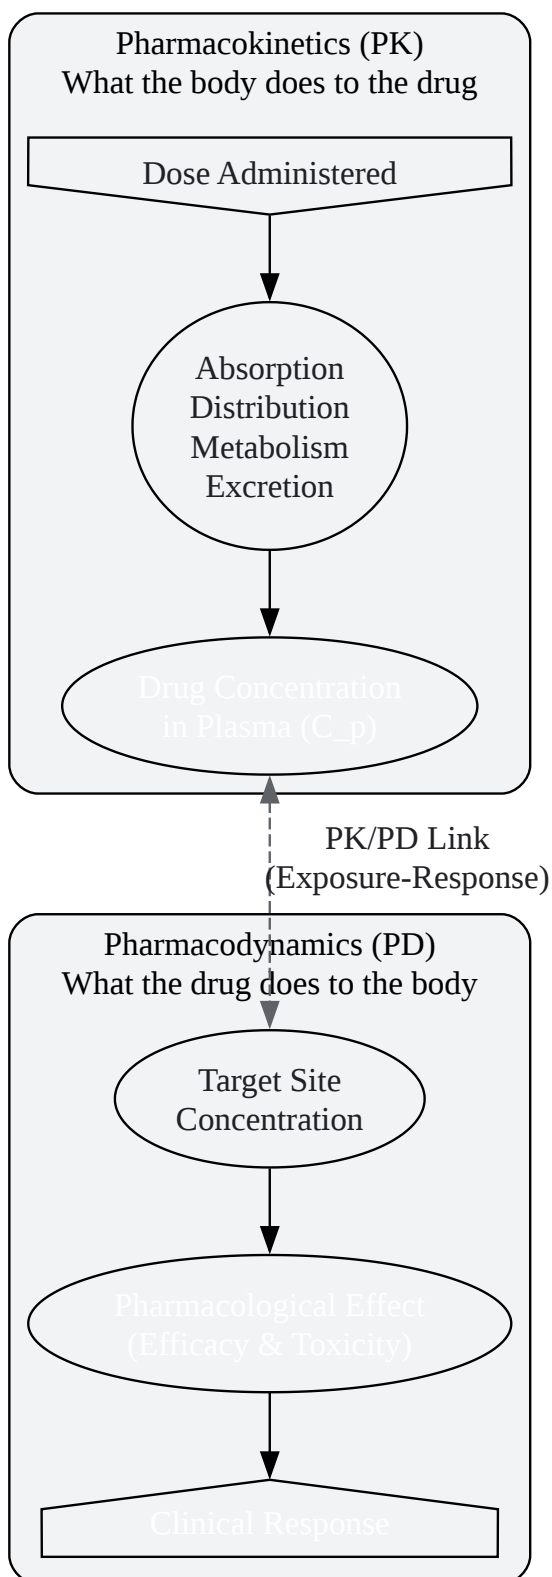 Pharmacokinetics (PK)
What the body does to the drug
Dose Administered
Absorption
Distribution
Metabolism
Excretion
Drug Concentration
in Plasma (C_p)
PK/PD Link
(Exposure-Response)
Pharmacodynamics (PD)
What the drug does to the body
Target Site
Concentration
Pharmacological Effect
(Efficacy & Toxicity)
Clinical Response